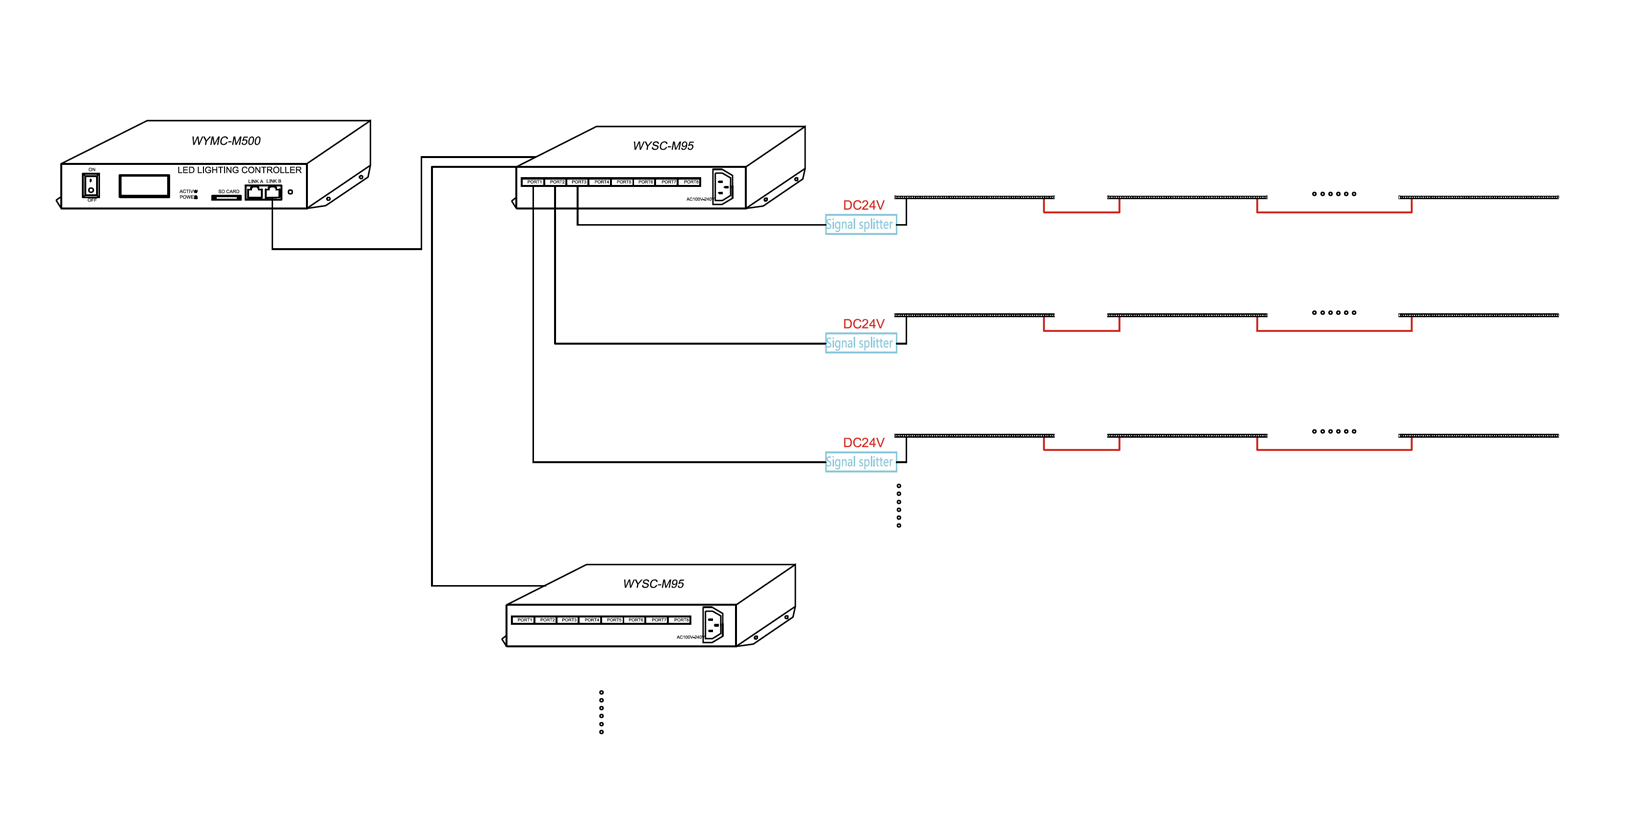 WYMC-M500
LED LIGHTING CONTROLLER
ON
OFF
ACTIV
POWER
SD CARD
LINK A LINK B
WYSC-M95
PORT1 PORT2 PORT3 PORT4 PORT5 PORT6 PORT7 PORT8
AC100V-240V
DC24V
Signal splitter
DC24V
Signal splitter
DC24V
Signal splitter
WYSC-M95
PORT1 PORT2 PORT3 PORT4 PORT5 PORT6 PORT7 PORT8
AC100V-240V